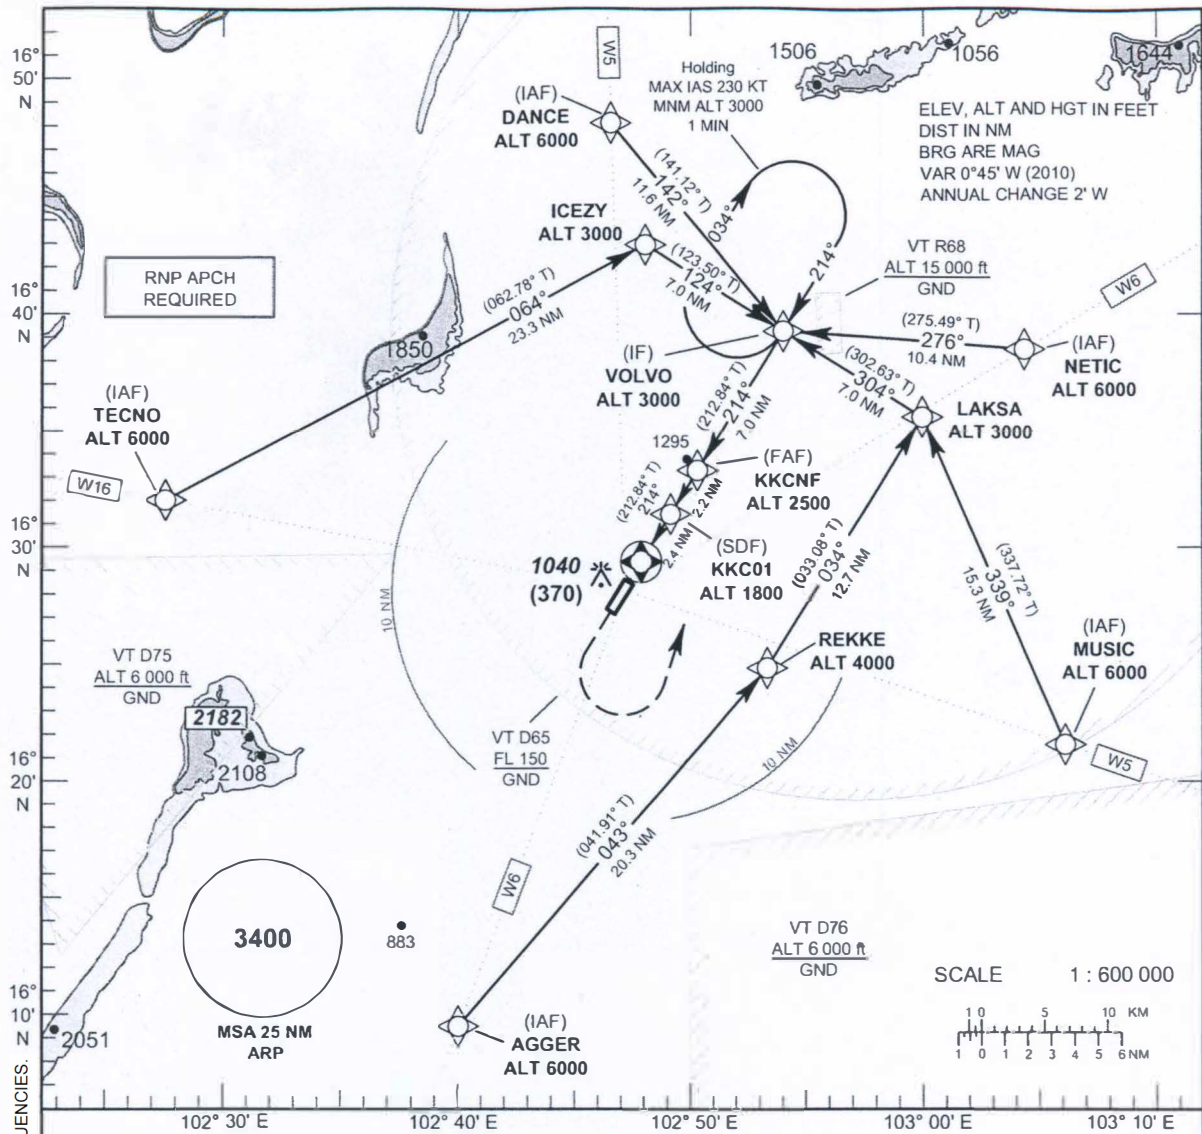 16°
50'
N
W5
Holding
MAX IAS 230 KT
MNM ALT 3000
1 MIN
1506
1056
1644
(IAF)
DANCE
ALT 6000
ELEV, ALT AND HGT IN FEET
DIST IN NM
BRG ARE MAG
VAR 0°45' W (2010)
ANNUAL CHANGE 2' W
(141.12° T)
142°
11.6 NM
034°
214°
ICEZY
ALT 3000
(123.50° T)
124°
7.0 NM
VT R68
ALT 15 000 ft
GND
W6
RNP APCH
REQUIRED
16°
40'
N
(062.78° T)
064°
23.3 NM
1850
(IF)
VOLVO
ALT 3000
(275.49° T)
276°
10.4 NM
(IAF)
NETIC
ALT 6000
(302.63° T)
304°
7.0 NM
LAKSA
ALT 3000
(IAF)
TECNO
ALT 6000
W16
(212.84° T)
214°
7.0 NM
1295
(FAF)
KKCNF
ALT 2500
(212.84° T)
214°
2.2 NM
2.4 NM
(SDF)
KKC01
ALT 1800
16°
30'
N
1040
(370)
10 NM
(033.08° T)
034°
12.7 NM
(337.72° T)
339°
15.3 NM
REKKE
ALT 4000
(IAF)
MUSIC
ALT 6000
VT D75
ALT 6 000 ft
GND
2182
2108
VT D65
FL 150
GND
10 NM
W5
16°
20'
N
(041.91° T)
043°
20.3 NM
W6
3400
MSA 25 NM
ARP
883
VT D76
ALT 6 000 ft
GND
SCALE 1 : 600 000
1 0 5 10 KM
1 0 1 2 3 4 5 6 NM
16°
10'
N
2051
(IAF)
AGGER
ALT 6000
UENCIES.
102° 30' E
102° 40' E
102° 50' E
103° 00' E
103° 10' E